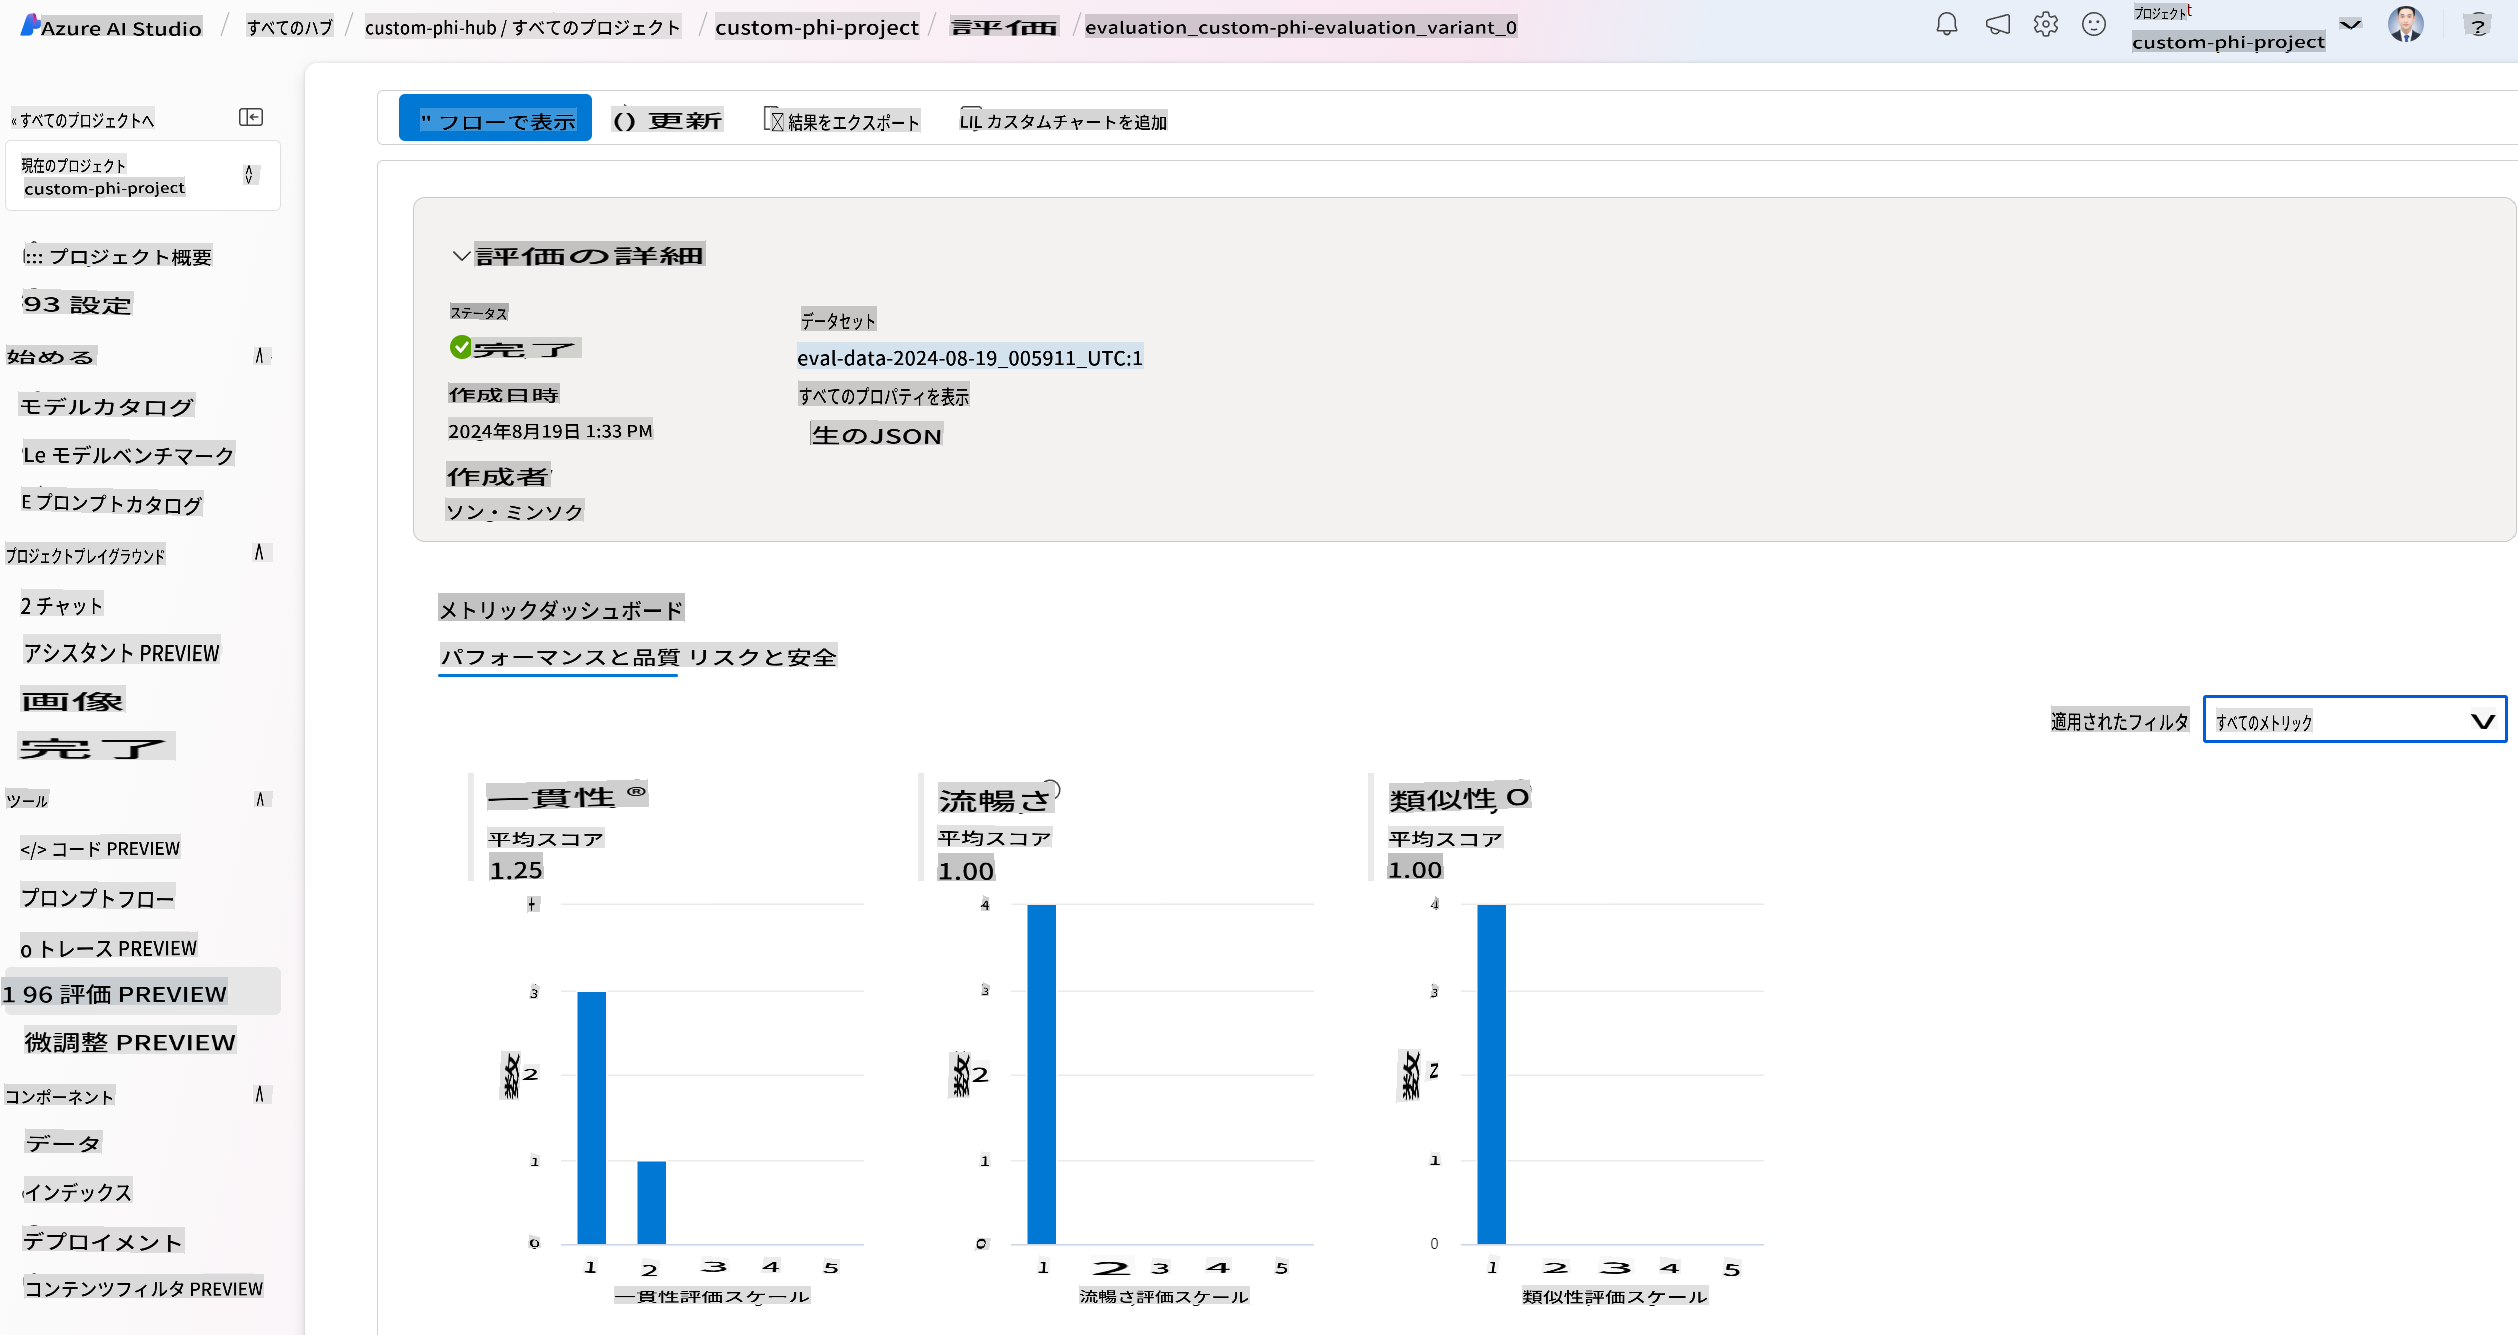 Azure AI Studio / すべてのハブ / custom-phi-hub / すべてのプロジェクト / custom-phi-project / 評価 / evaluation_custom-phi-evaluation_variant_0
プロジェクト
custom-phi-project
?
« すべてのプロジェクトへ
現在のプロジェクト
custom-phi-project
プロジェクト概要
93 設定
始める
モデルカタログ
Le モデルベンチマーク
E プロンプトカタログ
プロジェクトプレイグラウンド
2 チャット
アシスタント PREVIEW
画像
完了
ツール
</> コード PREVIEW
プロンプトフロー
o トレース PREVIEW
1 96 評価 PREVIEW
微調整 PREVIEW
コンポーネント
データ
インデックス
デプロイメント
コンテンツフィルタ PREVIEW
" フローで表示
() 更新
結果をエクスポート
LIL カスタムチャートを追加
評価の詳細
ステータス
完了
作成日時
2024年8月19日 1:33 PM
作成者
ソン・ミンソク
データセット
eval-data-2024-08-19_005911_UTC:1
すべてのプロパティを表示
生のJSON
メトリックダッシュボード
パフォーマンスと品質 リスクと安全
適用されたフィルタ
すべてのメトリック
一貫性 ®
平均スコア
1.25
3
数
2
1
0
1 2 3 4 5
一貫性評価スケール
流暢さ
平均スコア
1.00
4
3
数
2
1
0
1 2 3 4 5
流暢さ評価スケール
類似性 O
平均スコア
1.00
4
3
数
2
1
0
1 2 3 4 5
類似性評価スケール